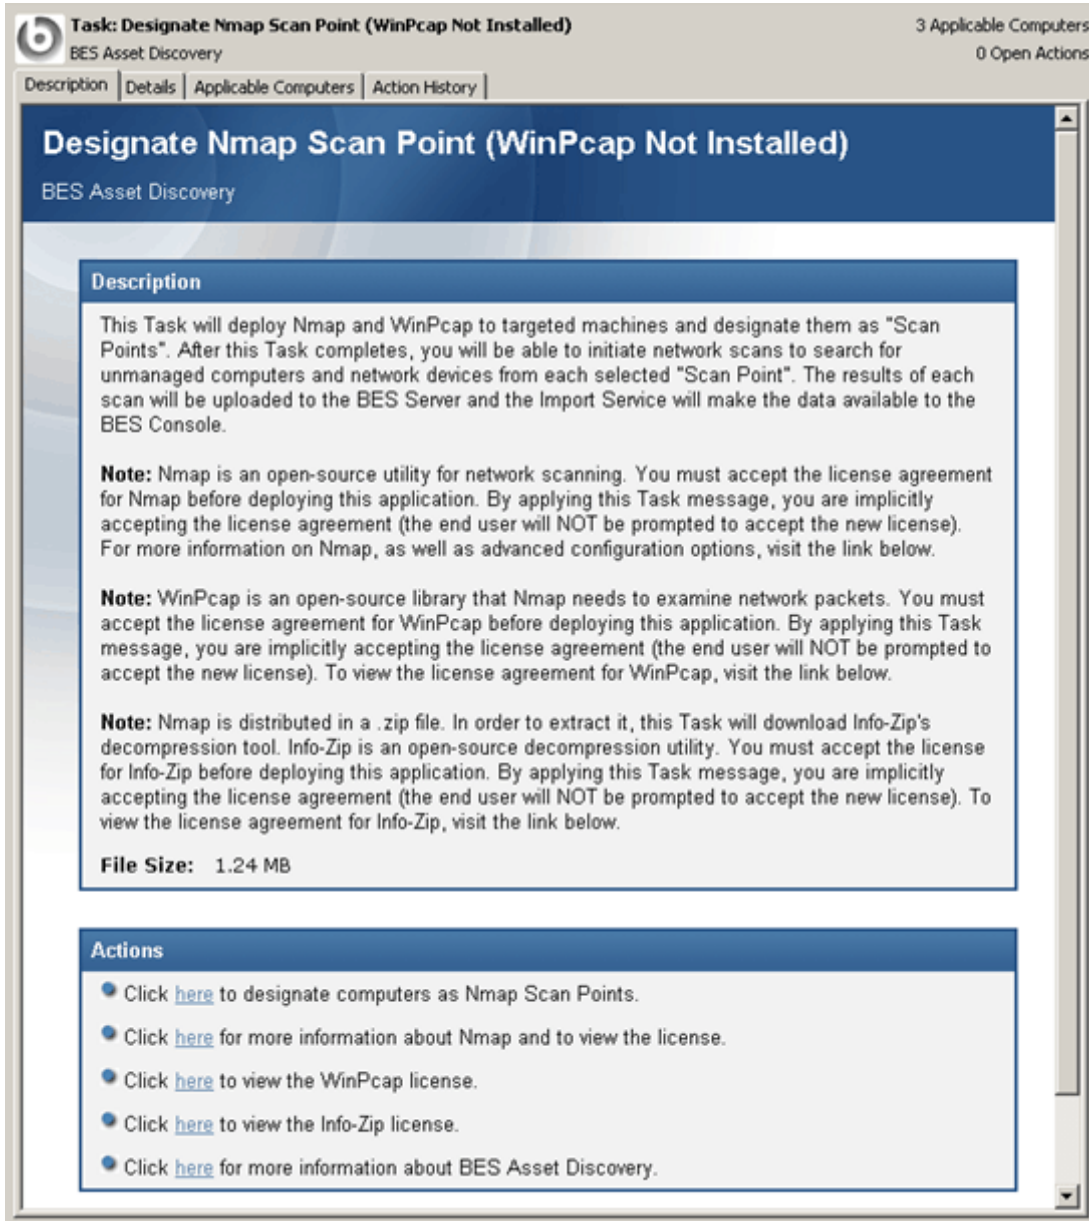 Task: Designate Nmap Scan Point (WinPcap Not Installed)
3 Applicable Computers
BES Asset Discovery
0 Open Actions
Description
Details
Applicable Computers
Action History
Designate Nmap Scan Point (WinPcap Not Installed)
BES Asset Discovery
Description
This Task will deploy Nmap and WinPcap to targeted machines and designate them as "Scan
Points". After this Task completes, you will be able to initiate network scans to search for
unmanaged computers and network devices from each selected "Scan Point". The results of each
scan will be uploaded to the BES Server and the Import Service will make the data available to the
BES Console.
Note: Nmap is an open-source utility for network scanning. You must accept the license agreement
for Nmap before deploying this application. By applying this Task message, you are implicitly
accepting the license agreement (the end user will NOT be prompted to accept the new license).
For more information on Nmap, as well as advanced configuration options, visit the link below.
Note: WinPcap is an open-source library that Nmap needs to examine network packets. You must
accept the license agreement for WinPcap before deploying this application. By applying this Task
message, you are implicitly accepting the license agreement (the end user will NOT be prompted to
accept the new license). To view the license agreement for WinPcap, visit the link below.
Note: Nmap is distributed in a .zip file. In order to extract it, this Task will download Info-Zip's
decompression tool. Info-Zip is an open-source decompression utility. You must accept the license
for Info-Zip before deploying this application. By applying this Task message, you are implicitly
accepting the license agreement (the end user will NOT be prompted to accept the new license). To
view the license agreement for Info-Zip, visit the link below.
File Size: 1.24 MB
Actions
Click here to designate computers as Nmap Scan Points.
Click here for more information about Nmap and to view the license.
Click here to view the WinPcap license.
Click here to view the Info-Zip license.
Click here for more information about BES Asset Discovery.